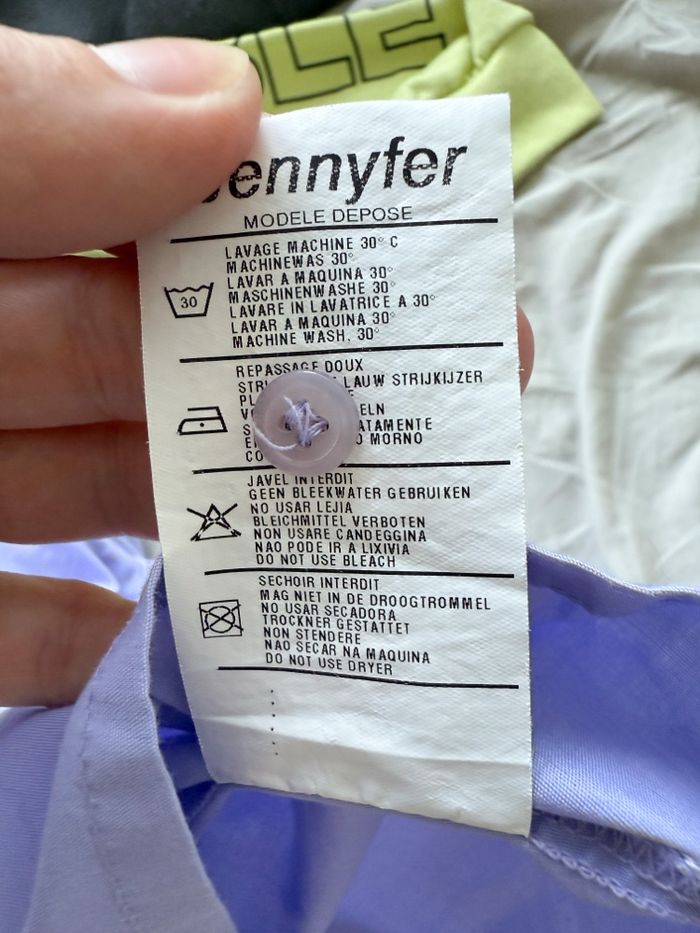 ennyfer
MODELE DEPOSE
LAVAGE MACHINE 30° C
MACHINEWAS 30°
LAVAR A MAQUINA 30°
MASCHINENWASHE 30°
LAVARE IN LAVATRICE A 30°
LAVAR A MAQUINA 30°
MACHINE WASH. 30°
30
REPASSAGE DOUX
LAUW STRIJKIJZER
MORNO
JAVEL INTERDIT
GEEN BLEEKWATER GEBRUIKEN
NO USAR LEJIA
BLEICHMITTEL VERBOTEN
NON USARE CANDEGGINA
NAO PODE IR A LIXIVIA
DO NOT USE BLEACH
SECHOIR INTERDIT
MAG NIET IN DE DROOGTROMMEL
NO USAR SECADORA
TROCKNER GESTATTET
NON STENDERE
NAO SECAR NA MAQUINA
DO NOT USE DRYER